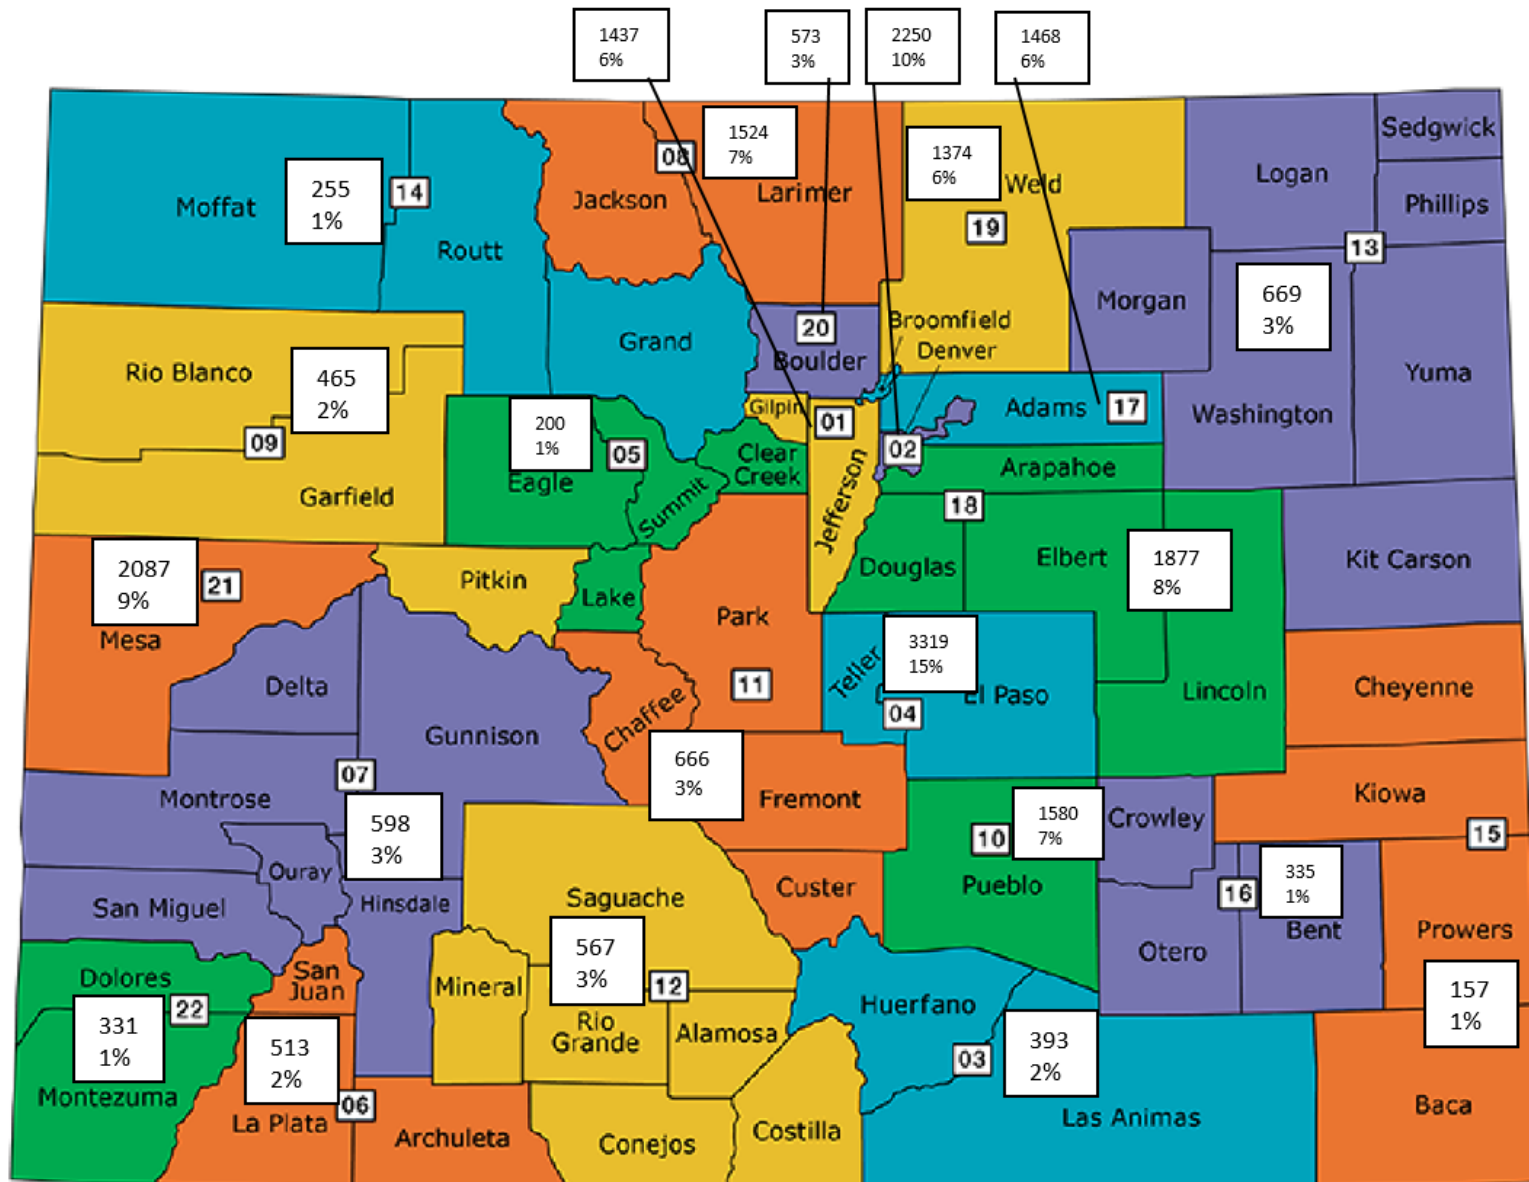 1437
6%
573
3%
2250
10%
1468
6%
Moffat
255
1%
14
Routt
Jackson
08
1524
7%
Larimer
1374
6%
Weld
19
Logan
Sedgwick
Phillips
13
Morgan
669
3%
Yuma
Washington
Grand
20
Boulder
Broomfield
Denver
Rio Blanco
465
2%
09
Garfield
200
1%
05
Eagle
Summit
Gilpin
Clear
Creek
01
Jefferson
02
Adams
17
Arapahoe
18
Douglas
Elbert
1877
8%
Kit Carson
2087
9%
21
Mesa
Pitkin
Lake
Park
11
Chaffee
Teller
3319
15%
El Paso
04
Lincoln
Cheyenne
Delta
Gunnison
07
Montrose
598
3%
Ouray
Hinsdale
San Miguel
666
3%
Fremont
Custer
10
1580
7%
Pueblo
Crowley
Kiowa
15
16
335
1%
Bent
Otero
Prowers
157
1%
Baca
Saguache
567
3%
12
Mineral
Rio
Grande
Alamosa
Conejos
Costilla
Huerfano
03
393
2%
Las Animas
Dolores
22
331
1%
Montezuma
San
Juan
513
2%
06
La Plata
Archuleta